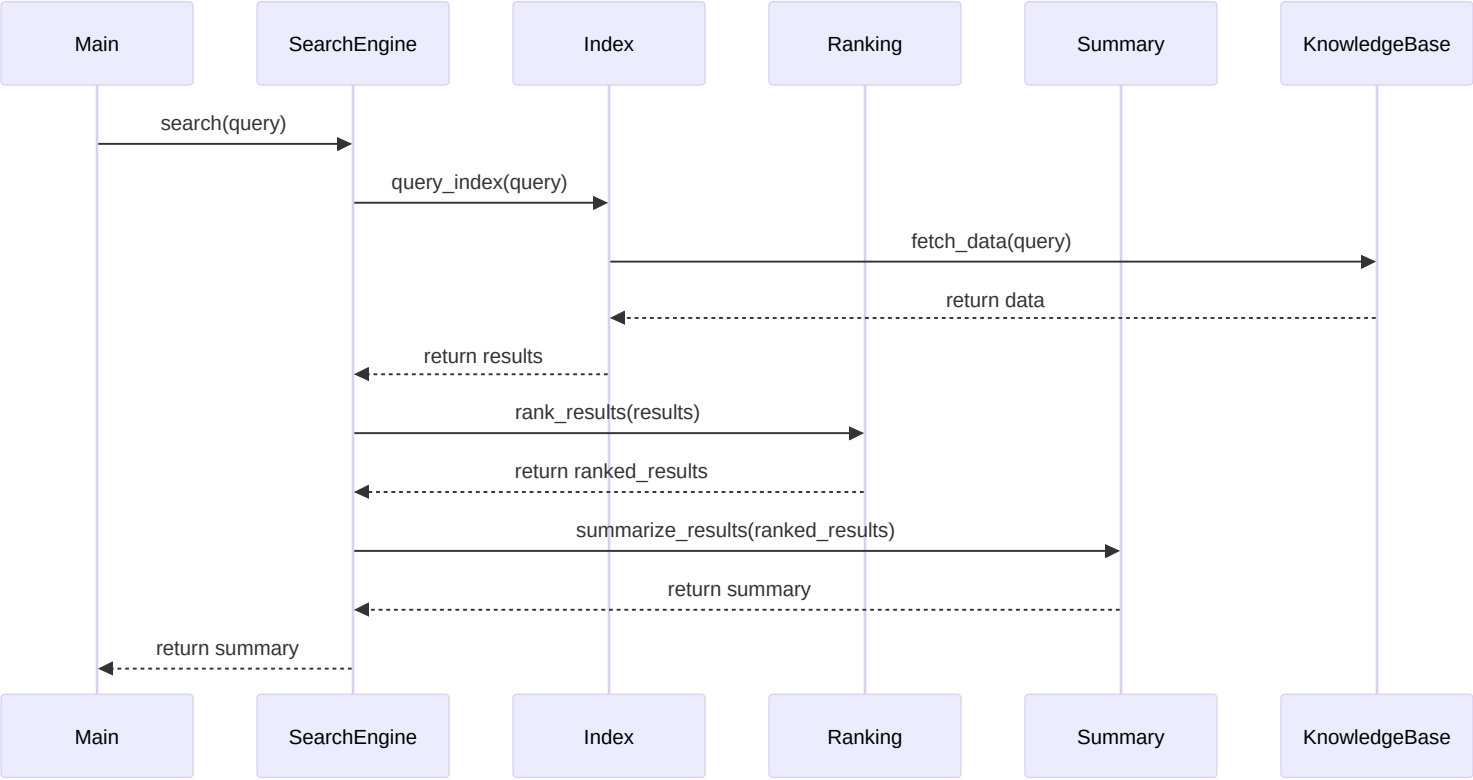 Main
SearchEngine
Index
Ranking
Summary
KnowledgeBase
search(query)
query_index(query)
fetch_data(query)
return data
return results
rank_results(results)
return ranked_results
summarize_results(ranked_results)
return summary
return summary
Main
SearchEngine
Index
Ranking
Summary
KnowledgeBase